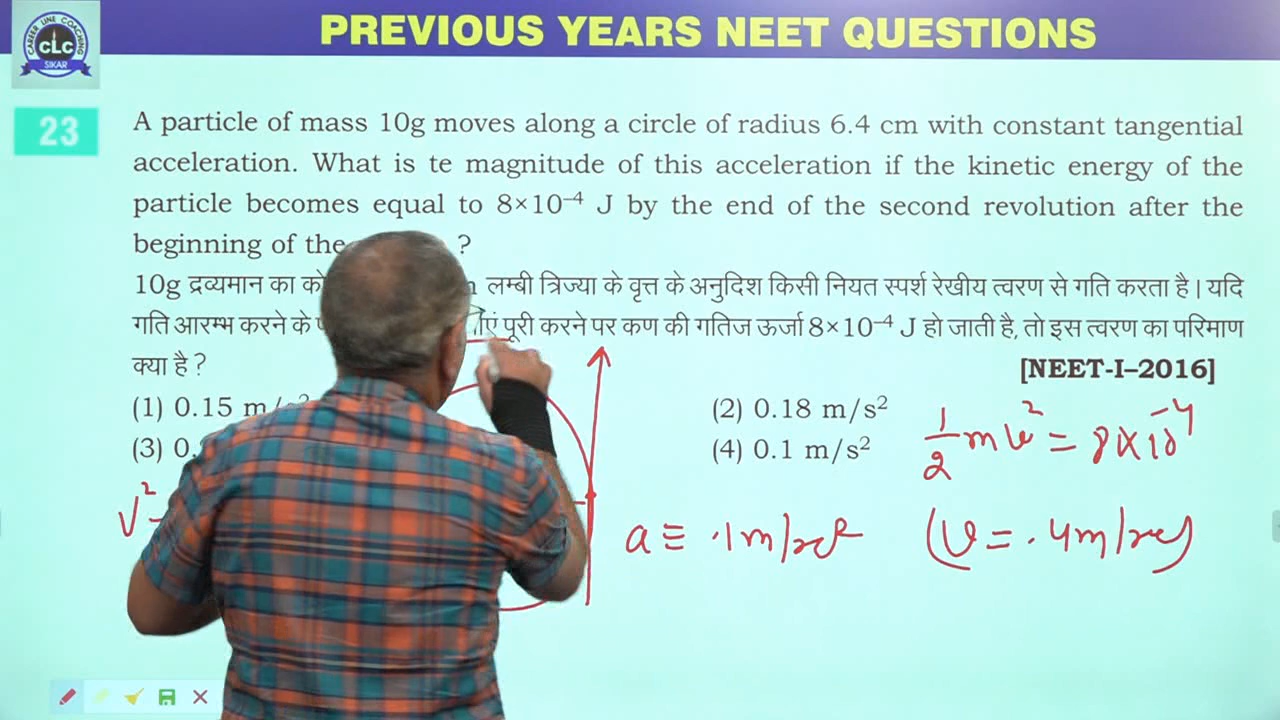 PREVIOUS YEARS NEET QUESTIONS
CAREER LINE COACHING
CLC
SIKAR
23
A particle of mass 10g moves along a circle of radius 6.4 cm with constant tangential
acceleration. What is te magnitude of this acceleration if the kinetic energy of the
particle becomes equal to 8×10⁻⁴ J by the end of the second revolution after the
beginning of the ?
10g द्रव्यमान का लम्बी त्रिज्या के वृत्त के अनुदिश किसी नियत स्पर्श रेखीय त्वरण से गति करता है। यदि
गति आरम्भ करने के पूरी करने पर कण की गतिज ऊर्जा 8×10⁻⁴ J हो जाती है, तो इस त्वरण का परिमाण
क्या है ?
[NEET-I–2016]
(1) 0.15 m/s²
(2) 0.18 m/s²
(3) 0.
(4) 0.1 m/s²
1/2 mv² = 8×10⁻⁴
v²
a = .1m/sec²
(v = .4m/sec)